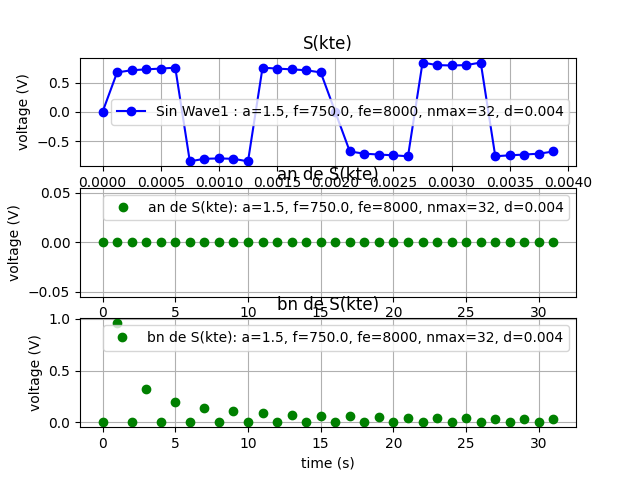 S(kte)
voltage (V)
0.5
0.0
−0.5
Sin Wave1 : a=1.5, f=750.0, fe=8000, nmax=32, d=0.004
0.0000 0.0005 0.0010 0.0015 0.0020 0.0025 0.0030 0.0035 0.0040
an de S(kte)
voltage (V)
0.05
0.00
−0.05
an de S(kte): a=1.5, f=750.0, fe=8000, nmax=32, d=0.004
0 5 10 15 20 25 30
bn de S(kte)
voltage (V)
1.0
0.5
0.0
bn de S(kte): a=1.5, f=750.0, fe=8000, nmax=32, d=0.004
0 5 10 15 20 25 30
time (s)